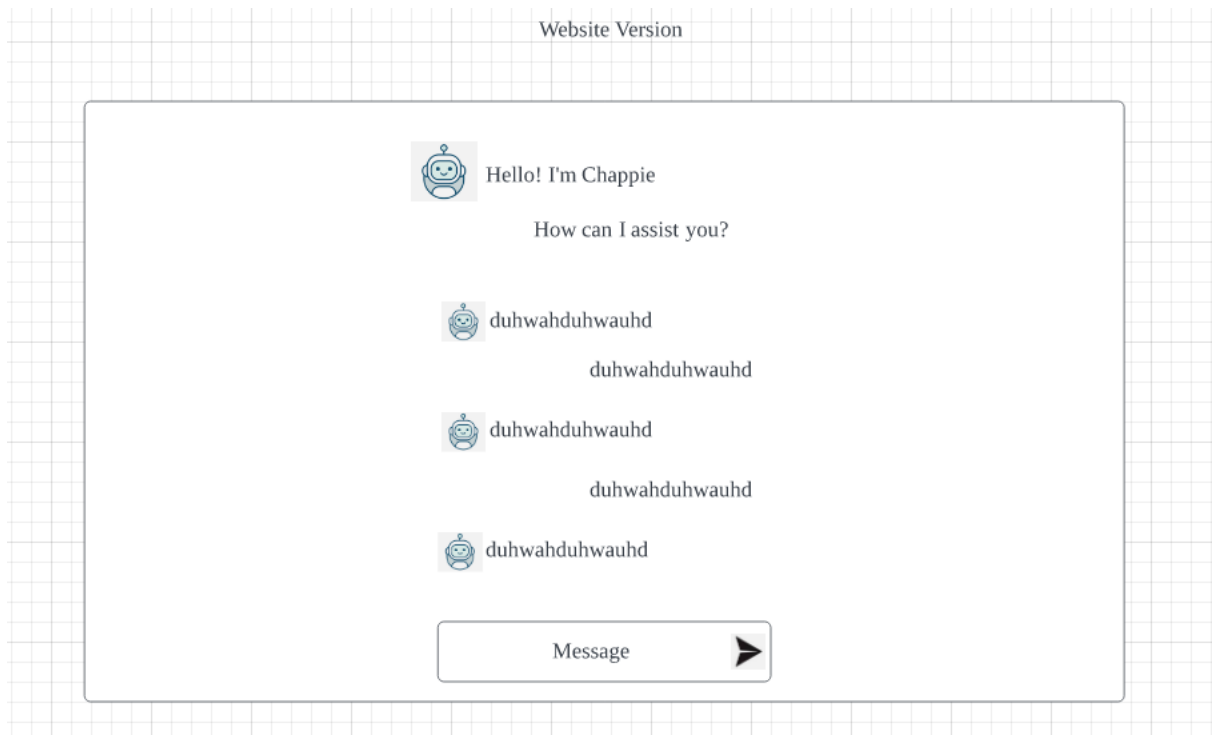 Website Version
Hello! I'm Chappie
How can I assist you?
duhwahduhwauhd
duhwahduhwauhd
duhwahduhwauhd
duhwahduhwauhd
duhwahduhwauhd
Message